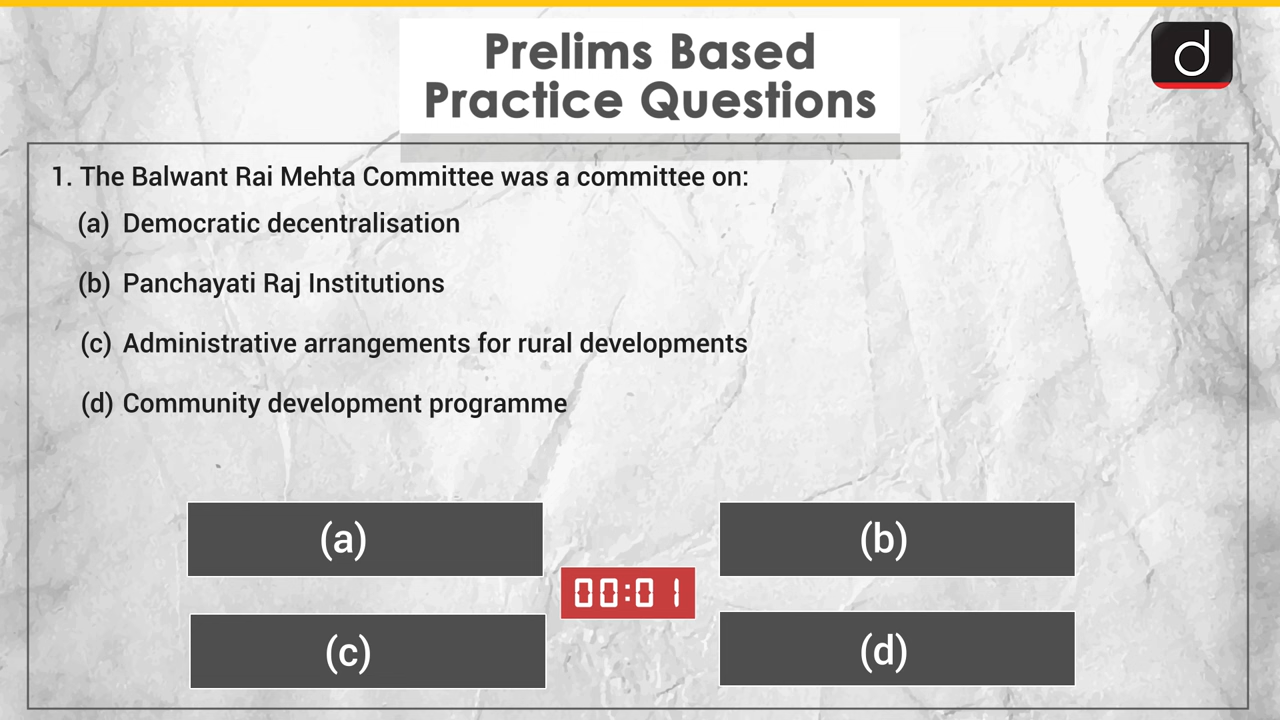 Prelims Based
Practice Questions
d
1. The Balwant Rai Mehta Committee was a committee on:
(a) Democratic decentralisation
(b) Panchayati Raj Institutions
(c) Administrative arrangements for rural developments
(d) Community development programme
(a)
(b)
00:01
(c)
(d)